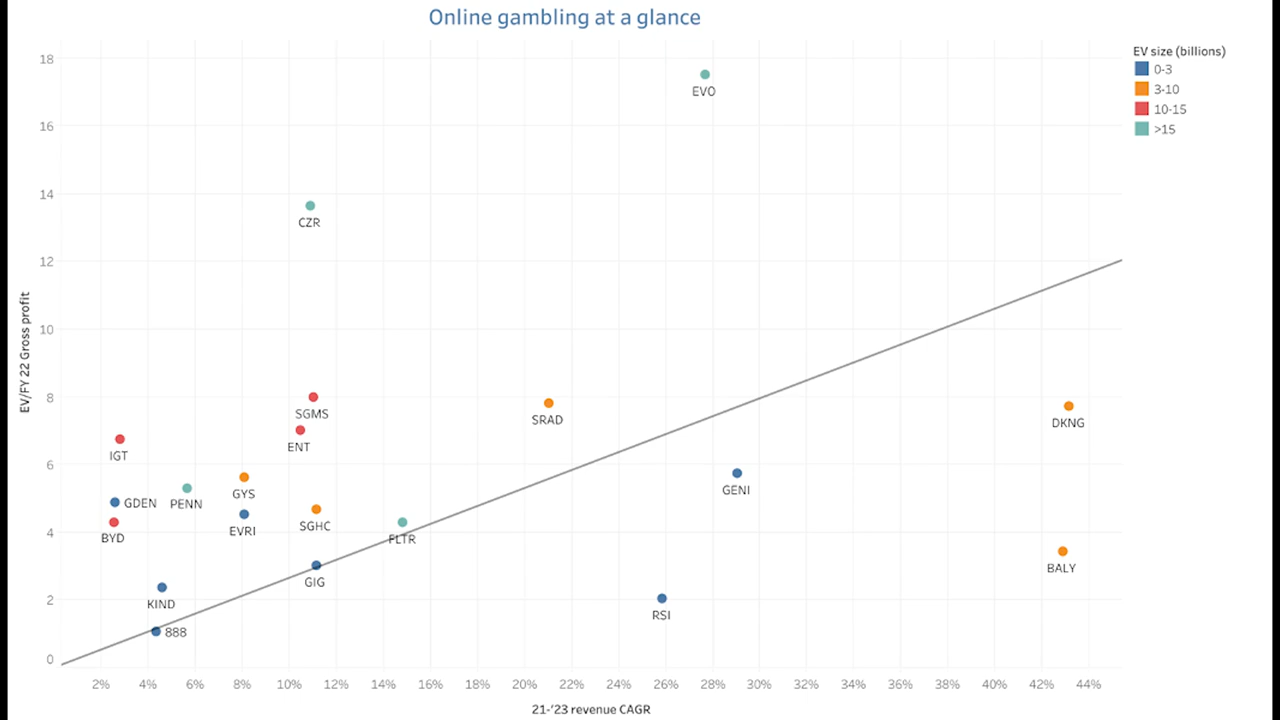 Online gambling at a glance
EV size (billions)
0-3
3-10
10-15
>15
EV/FY 22 Gross profit
18
16
14
12
10
8
6
4
2
0
EVO
CZR
SGMS
ENT
SRAD
DKNG
IGT
GYS
GENI
GDEN
PENN
EVRI
SGHC
BYD
FLTR
BALY
GIG
KIND
RSI
888
2%
4%
6%
8%
10%
12%
14%
16%
18%
20%
22%
24%
26%
28%
30%
32%
34%
36%
38%
40%
42%
44%
21-'23 revenue CAGR